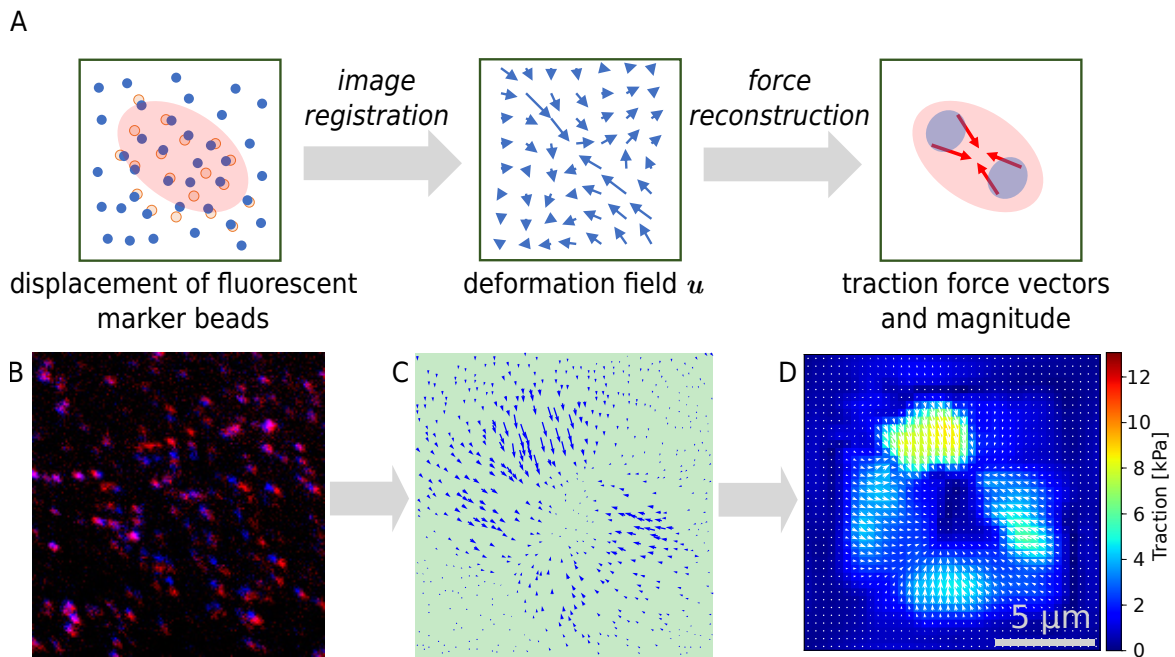 A
image
registration
force
reconstruction
displacement of fluorescent
marker beads
deformation field u
traction force vectors
and magnitude
B
C
D
12
10
8
6
4
2
0
Traction [kPa]
5 μm